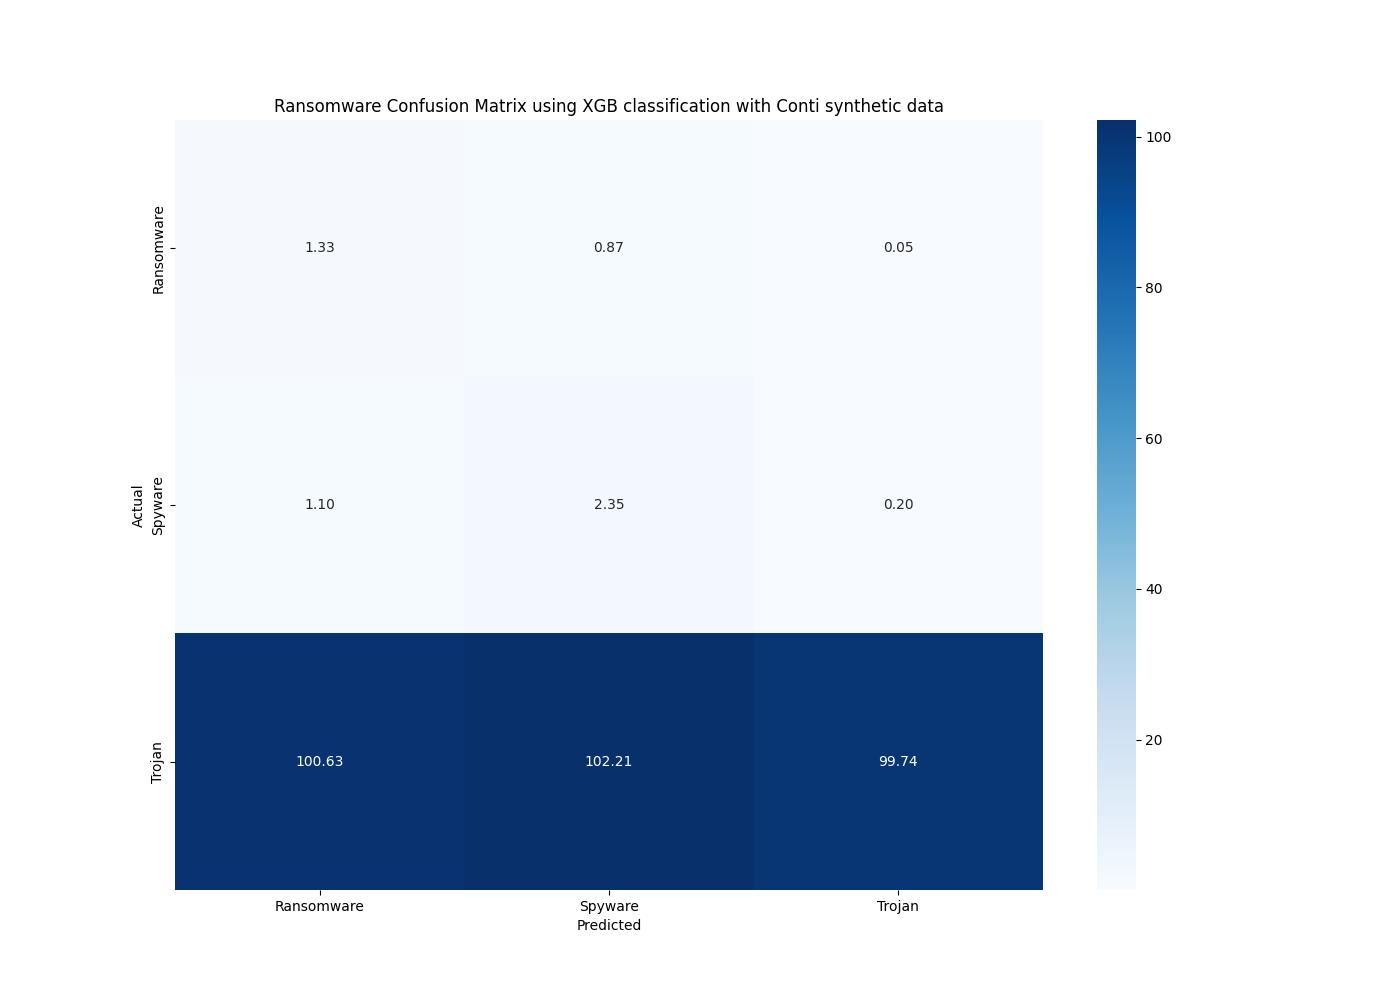 Ransomware Confusion Matrix using XGB classification with Conti synthetic data
100
80
60
40
20
Actual
Ransomware
1.33 0.87 0.05
Spyware
1.10 2.35 0.20
Trojan
100.63 102.21 99.74
Ransomware Spyware Trojan
Predicted